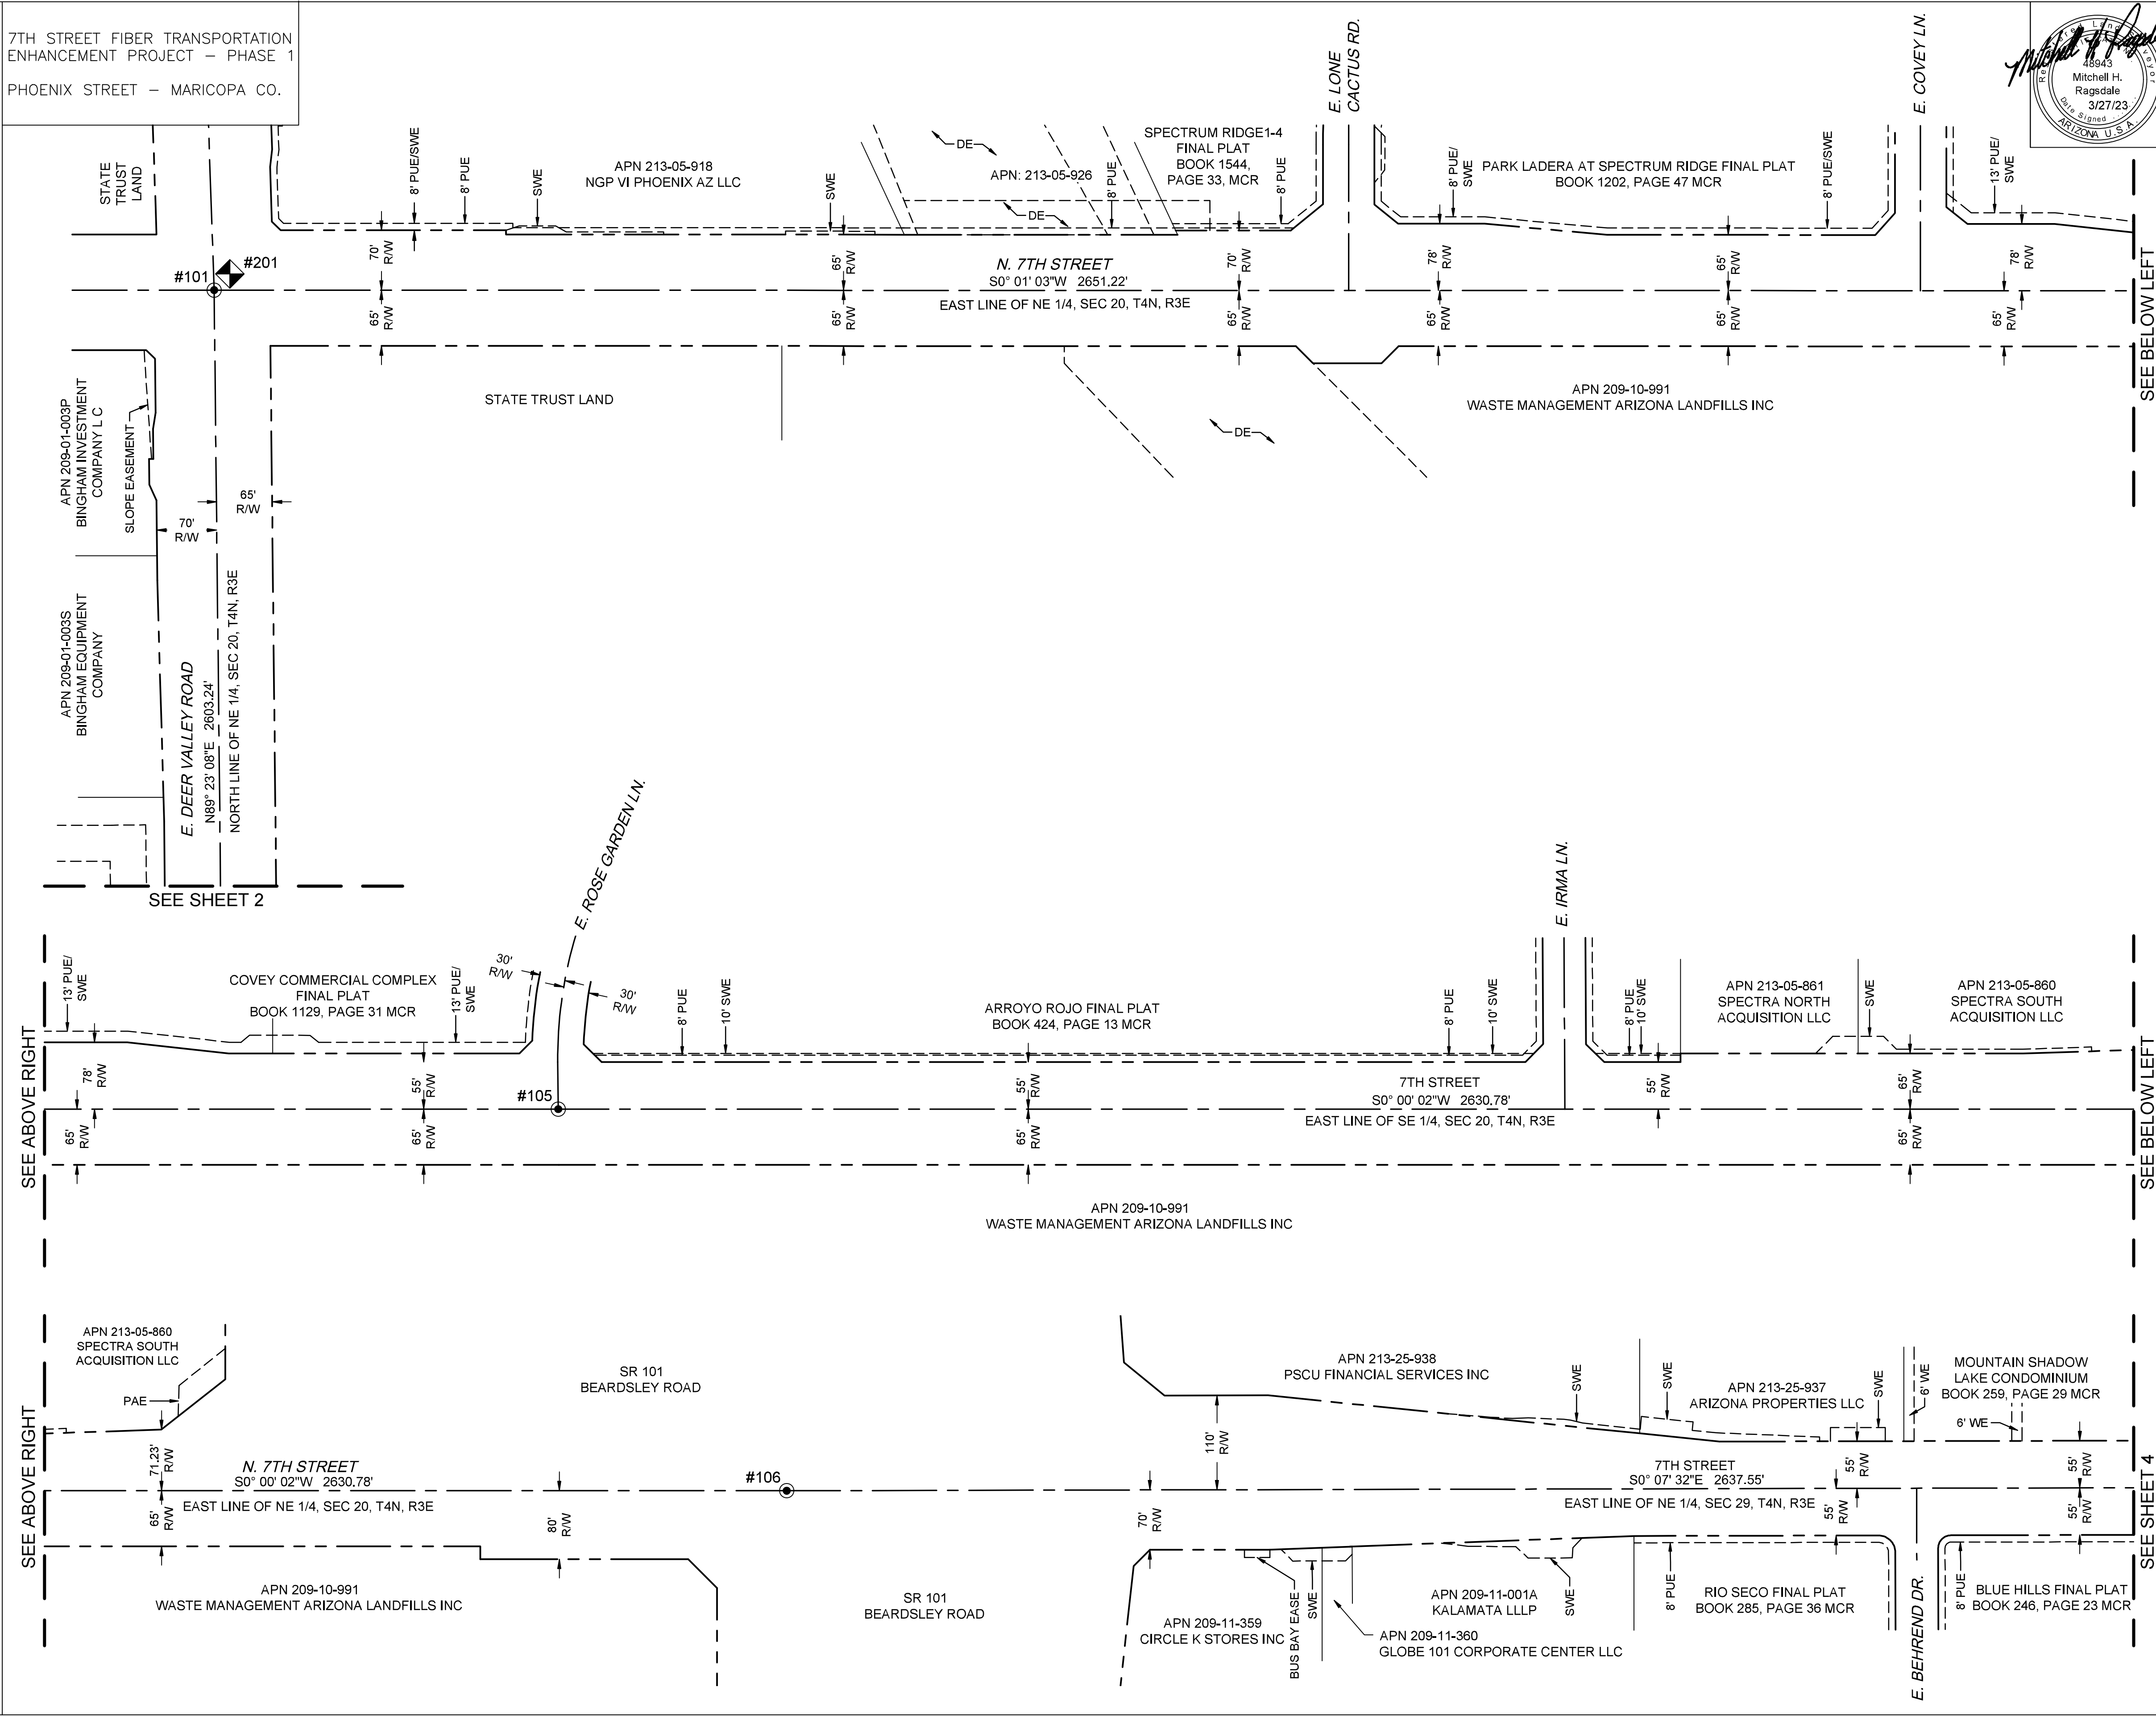 7TH STREET FIBER TRANSPORTATION
ENHANCEMENT PROJECT – PHASE 1
PHOENIX STREET – MARICOPA CO.
Registered Land Surveyor
48943
Mitchell H.
Ragsdale
3/27/23
Date Signed
ARIZONA U.S.A.
STATE
TRUST
LAND
8' PUE/SWE
8' PUE
SWE
APN 213-05-918
NGP VI PHOENIX AZ LLC
SWE
DE
APN: 213-05-926
DE
8' PUE
SPECTRUM RIDGE1-4
FINAL PLAT
BOOK 1544,
PAGE 33, MCR
8' PUE
E. LONE
CACTUS RD.
8' PUE/
SWE
PARK LADERA AT SPECTRUM RIDGE FINAL PLAT
BOOK 1202, PAGE 47 MCR
8' PUE/SWE
E. COVEY LN.
13' PUE/
SWE
#101
#201
70'
R/W
65'
R/W
N. 7TH STREET
S0° 01' 03"W 2651.22'
EAST LINE OF NE 1/4, SEC 20, T4N, R3E
70'
R/W
78'
R/W
65'
R/W
78'
R/W
65'
R/W
65'
R/W
65'
R/W
65'
R/W
65'
R/W
65'
R/W
SEE BELOW LEFT
STATE TRUST LAND
DE
APN 209-10-991
WASTE MANAGEMENT ARIZONA LANDFILLS INC
APN 209-01-003P
BINGHAM INVESTMENT
COMPANY L C
SLOPE EASEMENT
70'
R/W
65'
R/W
APN 209-01-003S
BINGHAM EQUIPMENT
COMPANY
E. DEER VALLEY ROAD
N89° 23' 08"E 2603.24'
NORTH LINE OF NE 1/4, SEC 20, T4N, R3E
SEE SHEET 2
SEE ABOVE RIGHT
13' PUE/
SWE
COVEY COMMERCIAL COMPLEX
FINAL PLAT
BOOK 1129, PAGE 31 MCR
13' PUE/
SWE
30'
R/W
E. ROSE GARDEN LN.
30'
R/W
8' PUE
10' SWE
ARROYO ROJO FINAL PLAT
BOOK 424, PAGE 13 MCR
8' PUE
10' SWE
E. IRMA LN.
8' PUE
10' SWE
APN 213-05-861
SPECTRA NORTH
ACQUISITION LLC
SWE
APN 213-05-860
SPECTRA SOUTH
ACQUISITION LLC
78'
R/W
55'
R/W
#105
55'
R/W
7TH STREET
S0° 00' 02"W 2630.78'
EAST LINE OF SE 1/4, SEC 20, T4N, R3E
55'
R/W
65'
R/W
65'
R/W
65'
R/W
65'
R/W
65'
R/W
SEE BELOW LEFT
APN 209-10-991
WASTE MANAGEMENT ARIZONA LANDFILLS INC
SEE ABOVE RIGHT
APN 213-05-860
SPECTRA SOUTH
ACQUISITION LLC
PAE
SR 101
BEARDSLEY ROAD
APN 213-25-938
PSCU FINANCIAL SERVICES INC
SWE
SWE
APN 213-25-937
ARIZONA PROPERTIES LLC
SWE
6' WE
MOUNTAIN SHADOW
LAKE CONDOMINIUM
BOOK 259, PAGE 29 MCR
6' WE
71.23'
R/W
N. 7TH STREET
S0° 00' 02"W 2630.78'
EAST LINE OF NE 1/4, SEC 20, T4N, R3E
65'
R/W
80'
R/W
#106
110'
R/W
70'
R/W
7TH STREET
S0° 07' 32"E 2637.55'
EAST LINE OF NE 1/4, SEC 29, T4N, R3E
55'
R/W
55'
R/W
55'
R/W
55'
R/W
SEE SHEET 4
APN 209-10-991
WASTE MANAGEMENT ARIZONA LANDFILLS INC
SR 101
BEARDSLEY ROAD
APN 209-11-359
CIRCLE K STORES INC
BUS BAY EASE
SWE
APN 209-11-360
GLOBE 101 CORPORATE CENTER LLC
APN 209-11-001A
KALAMATA LLLP
SWE
8' PUE
RIO SECO FINAL PLAT
BOOK 285, PAGE 36 MCR
E. BEHREND DR.
8' PUE
BLUE HILLS FINAL PLAT
BOOK 246, PAGE 23 MCR